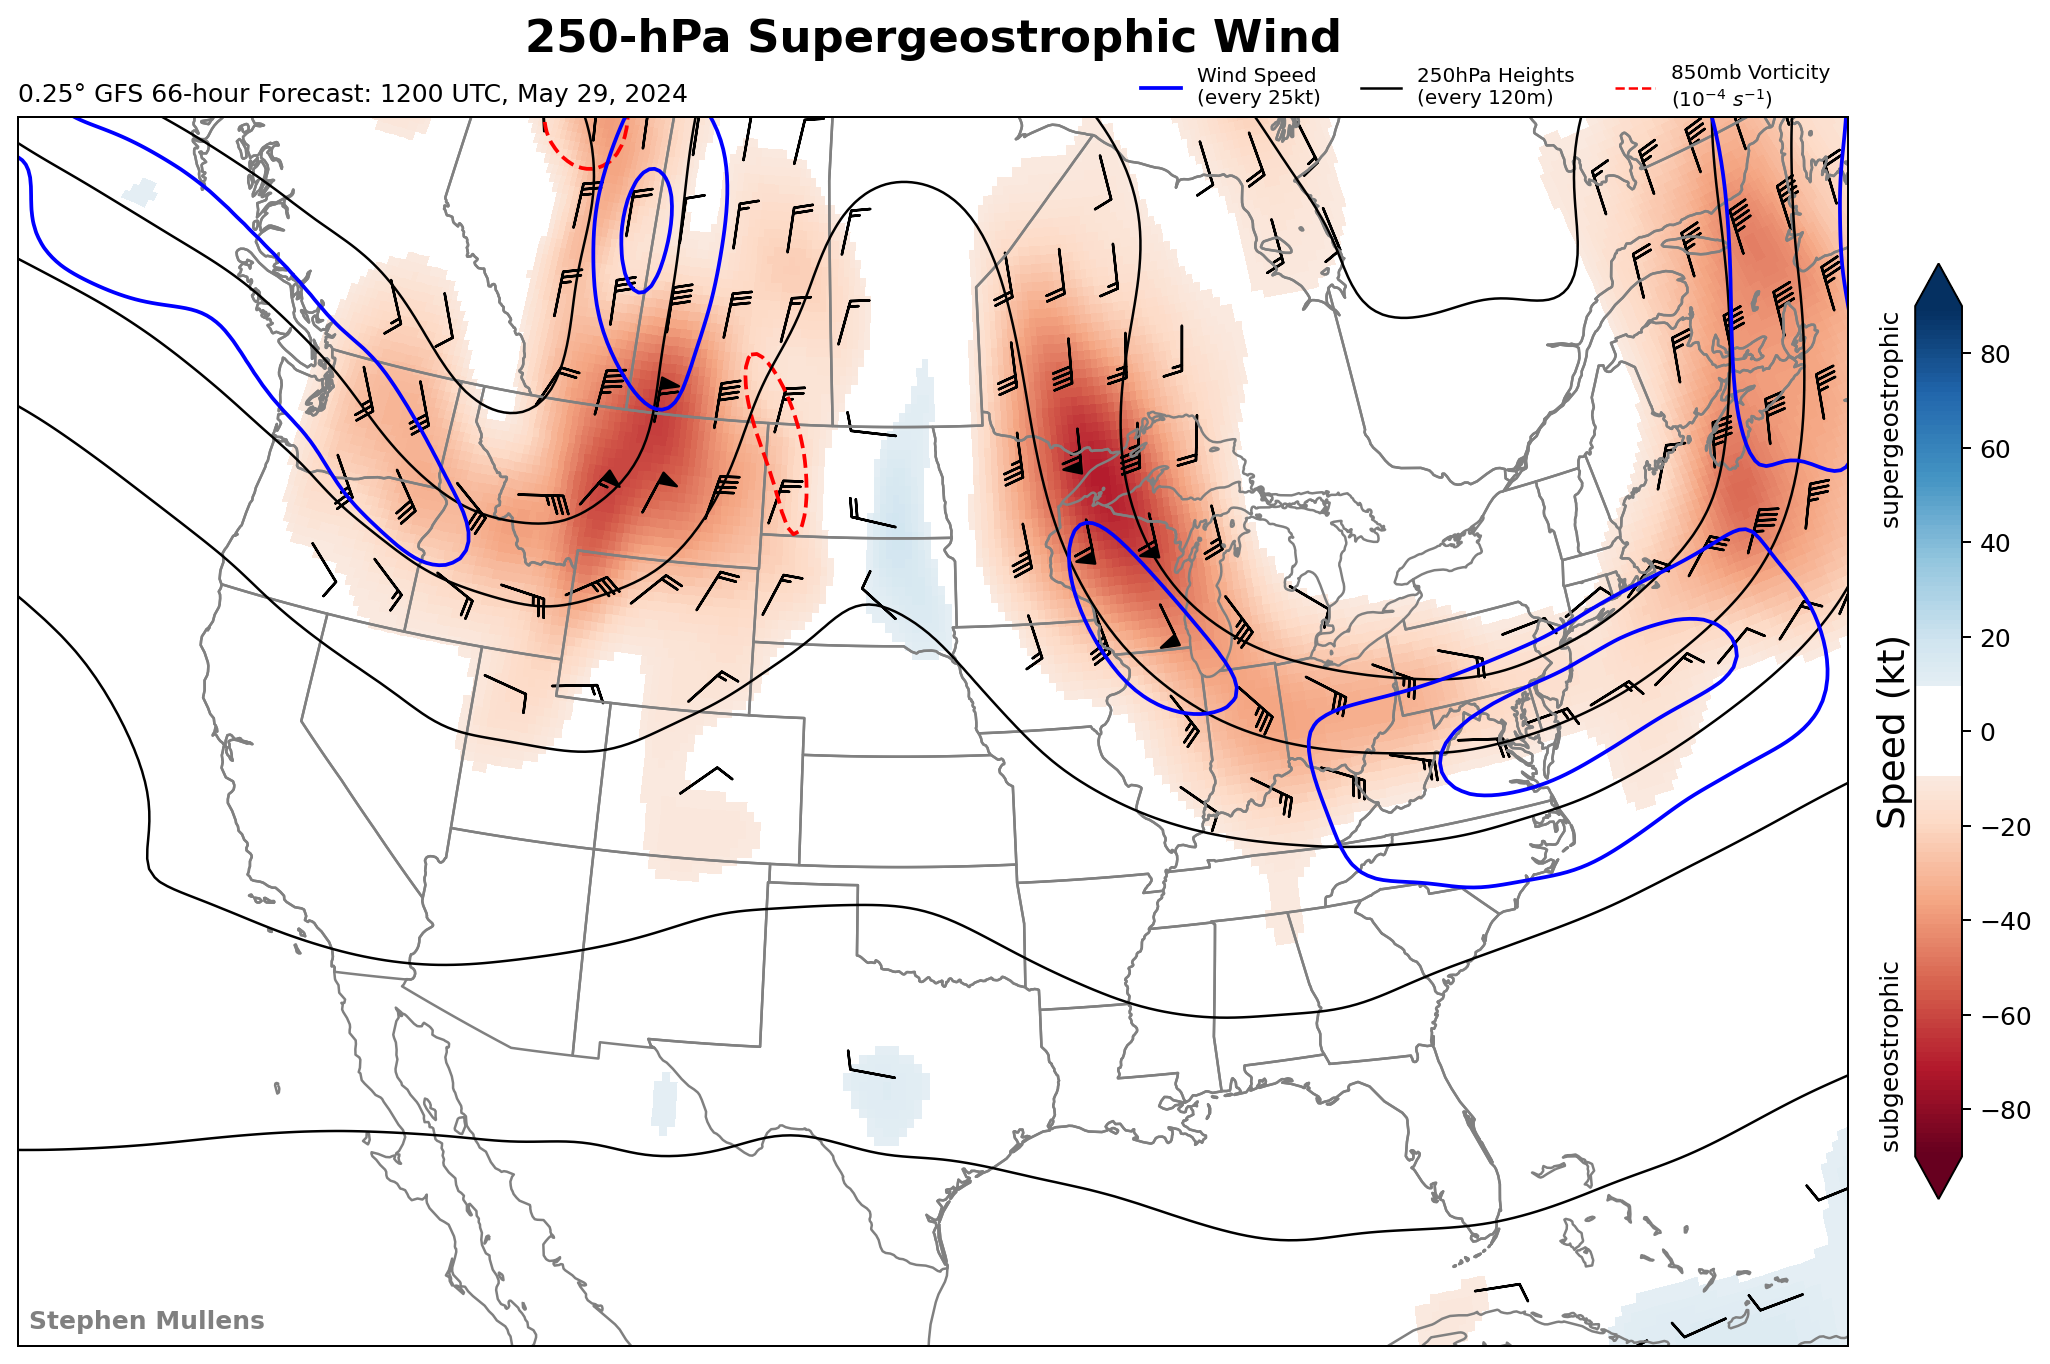 250-hPa Supergeostrophic Wind
0.25° GFS 66-hour Forecast: 1200 UTC, May 29, 2024
Wind Speed
(every 25kt)
250hPa Heights
(every 120m)
850mb Vorticity
(10⁻⁴ s⁻¹)
supergeostrophic
Speed (kt)
subgeostrophic
80
60
40
20
0
−20
−40
−60
−80
Stephen Mullens